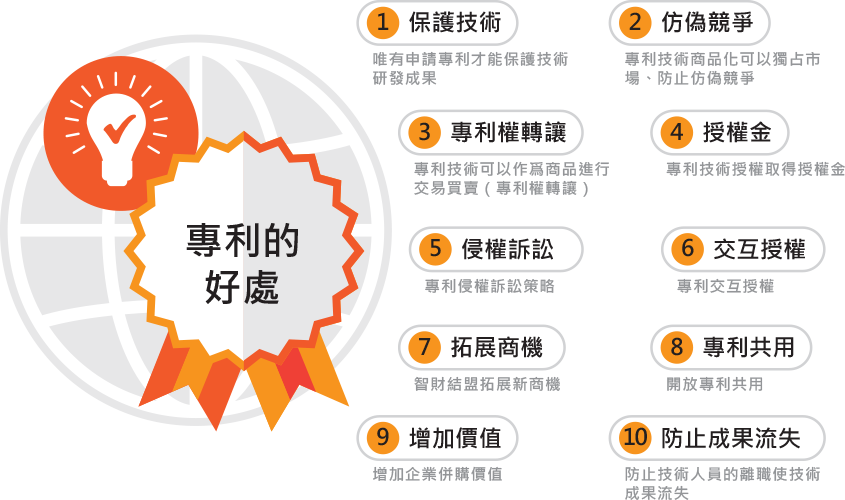 專利的
好處
1 保護技術
唯有申請專利才能保護技術
研發成果
2 仿偽競爭
專利技術商品化可以獨占市
場、防止仿偽競爭
3 專利權轉讓
專利技術可以作爲商品進行
交易買賣（專利權轉讓）
4 授權金
專利技術授權取得授權金
5 侵權訴訟
專利侵權訴訟策略
6 交互授權
專利交互授權
7 拓展商機
智財結盟拓展新商機
8 專利共用
開放專利共用
9 增加價值
增加企業併購價值
10 防止成果流失
防止技術人員的離職使技術
成果流失